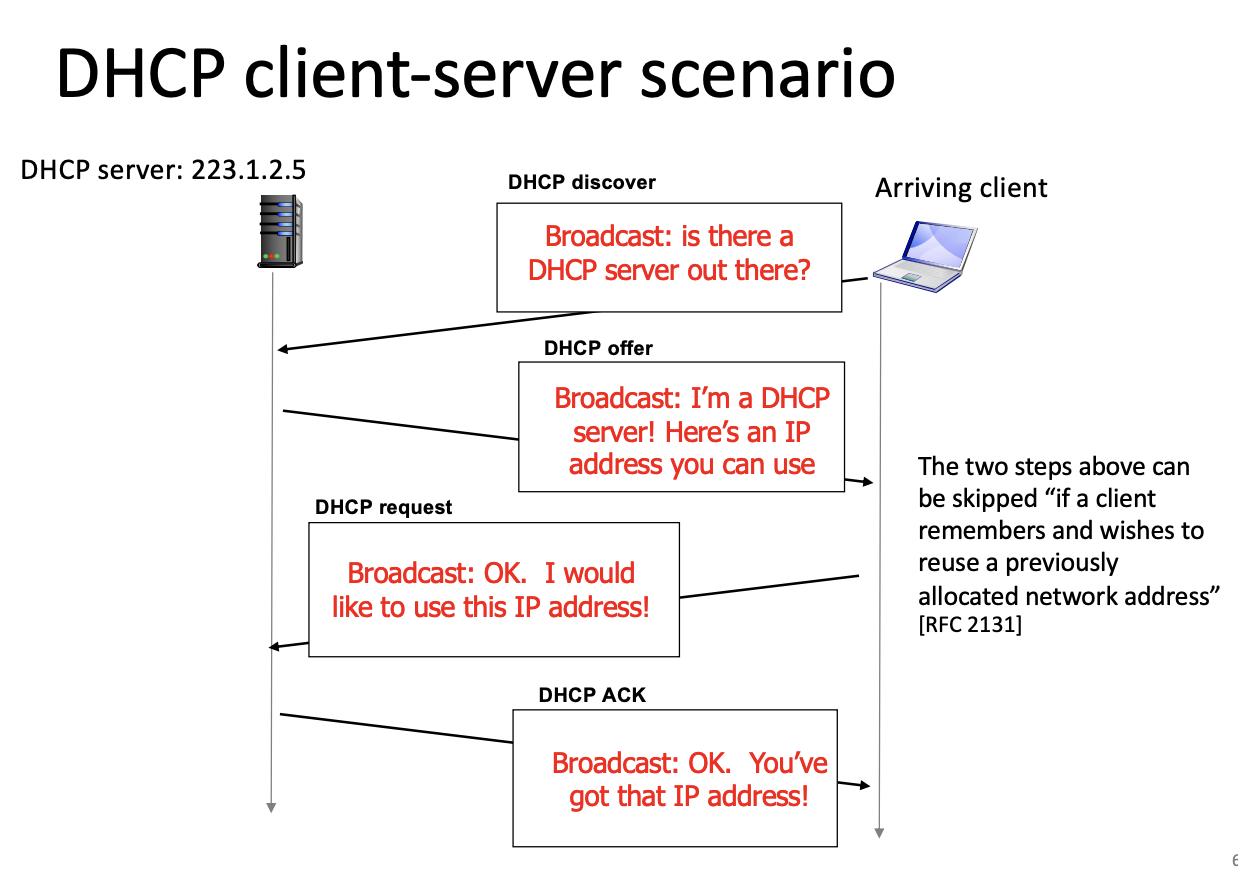 DHCP client-server scenario
DHCP server: 223.1.2.5
DHCP discover
Arriving client
Broadcast: is there a
DHCP server out there?
DHCP offer
Broadcast: I’m a DHCP
server! Here’s an IP
address you can use
The two steps above can
be skipped “if a client
remembers and wishes to
reuse a previously
allocated network address”
[RFC 2131]
DHCP request
Broadcast: OK.  I would
like to use this IP address!
DHCP ACK
Broadcast: OK.  You’ve
got that IP address!